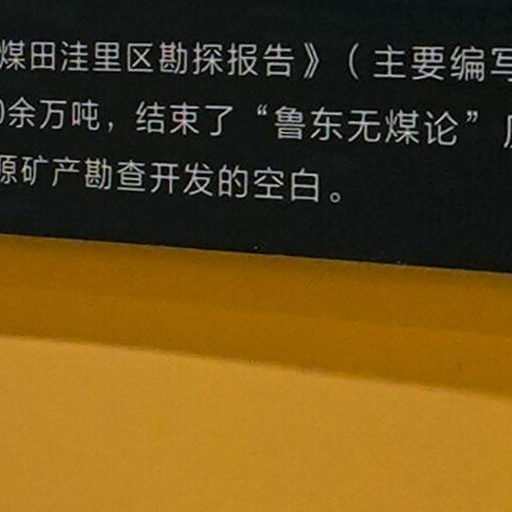 煤田洼里区勘探报告》（主要编写
0余万吨，结束了“鲁东无煤论”
源矿产勘查开发的空白。